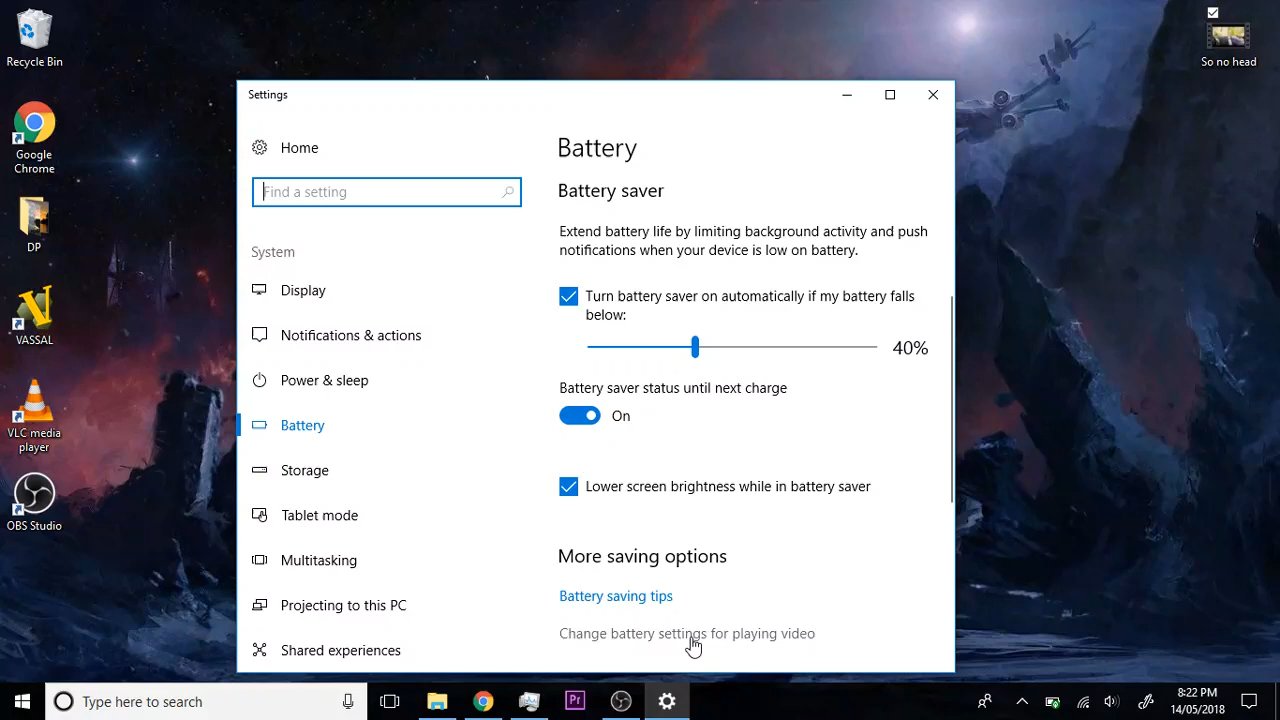 Recycle Bin
Google
Chrome
DP
VASSAL
VLC media
player
OBS Studio
So no head
Settings
Home
Find a setting
System
Display
Notifications & actions
Power & sleep
Battery
Storage
Tablet mode
Multitasking
Projecting to this PC
Shared experiences
Battery
Battery saver
Extend battery life by limiting background activity and push
notifications when your device is low on battery.
Turn battery saver on automatically if my battery falls
below:
40%
Battery saver status until next charge
On
Lower screen brightness while in battery saver
More saving options
Battery saving tips
Change battery settings for playing video
Type here to search
Pr
8:22 PM
14/05/2018